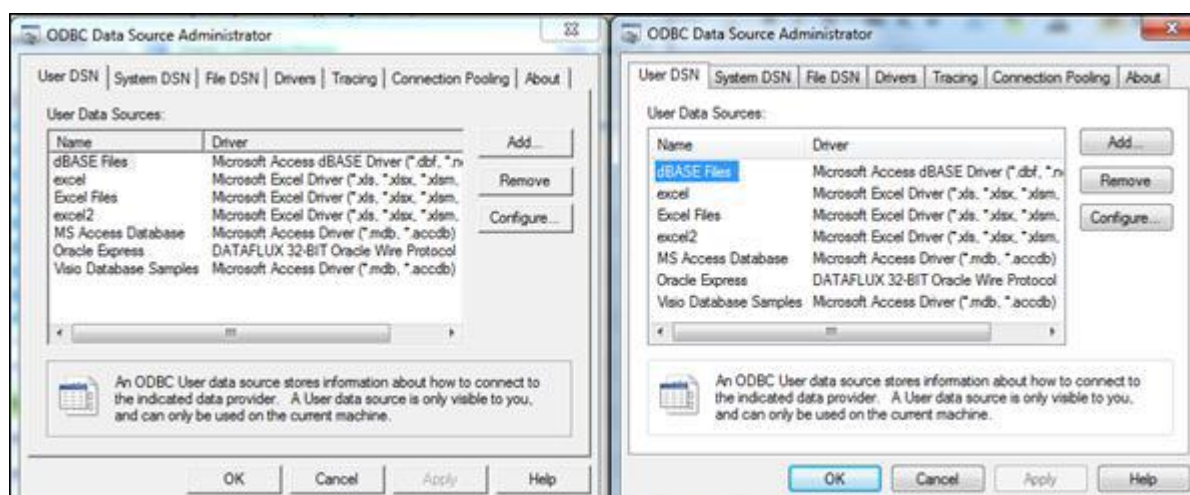 ODBC Data Source Administrator
User DSN System DSN File DSN Drivers Tracing Connection Pooling About
User Data Sources:
Name Driver
dBASE Files Microsoft Access dBASE Driver (*.dbf, *.n
excel Microsoft Excel Driver (*.xls, *.xlsx, *.xlsm,
Excel Files Microsoft Excel Driver (*.xls, *.xlsx, *.xlsm,
excel2 Microsoft Excel Driver (*.xls, *.xlsx, *.xlsm,
MS Access Database Microsoft Access Driver (*.mdb, *.accdb)
Oracle Express DATAFLUX 32-BIT Oracle Wire Protocol
Visio Database Samples Microsoft Access Driver (*.mdb, *.accdb)
Add...
Remove
Configure...
An ODBC User data source stores information about how to connect to
the indicated data provider. A User data source is only visible to you,
and can only be used on the current machine.
OK Cancel Apply Help
ODBC Data Source Administrator
User DSN System DSN File DSN Drivers Tracing Connection Pooling About
User Data Sources:
Name Driver
dBASE Files Microsoft Access dBASE Driver (*.dbf, *.n
excel Microsoft Excel Driver (*.xls, *.xlsx, *.xlsm,
Excel Files Microsoft Excel Driver (*.xls, *.xlsx, *.xlsm,
excel2 Microsoft Excel Driver (*.xls, *.xlsx, *.xlsm,
MS Access Database Microsoft Access Driver (*.mdb, *.accdb)
Oracle Express DATAFLUX 32-BIT Oracle Wire Protocol
Visio Database Samples Microsoft Access Driver (*.mdb, *.accdb)
Add...
Remove
Configure...
An ODBC User data source stores information about how to connect to
the indicated data provider. A User data source is only visible to you,
and can only be used on the current machine.
OK Cancel Apply Help